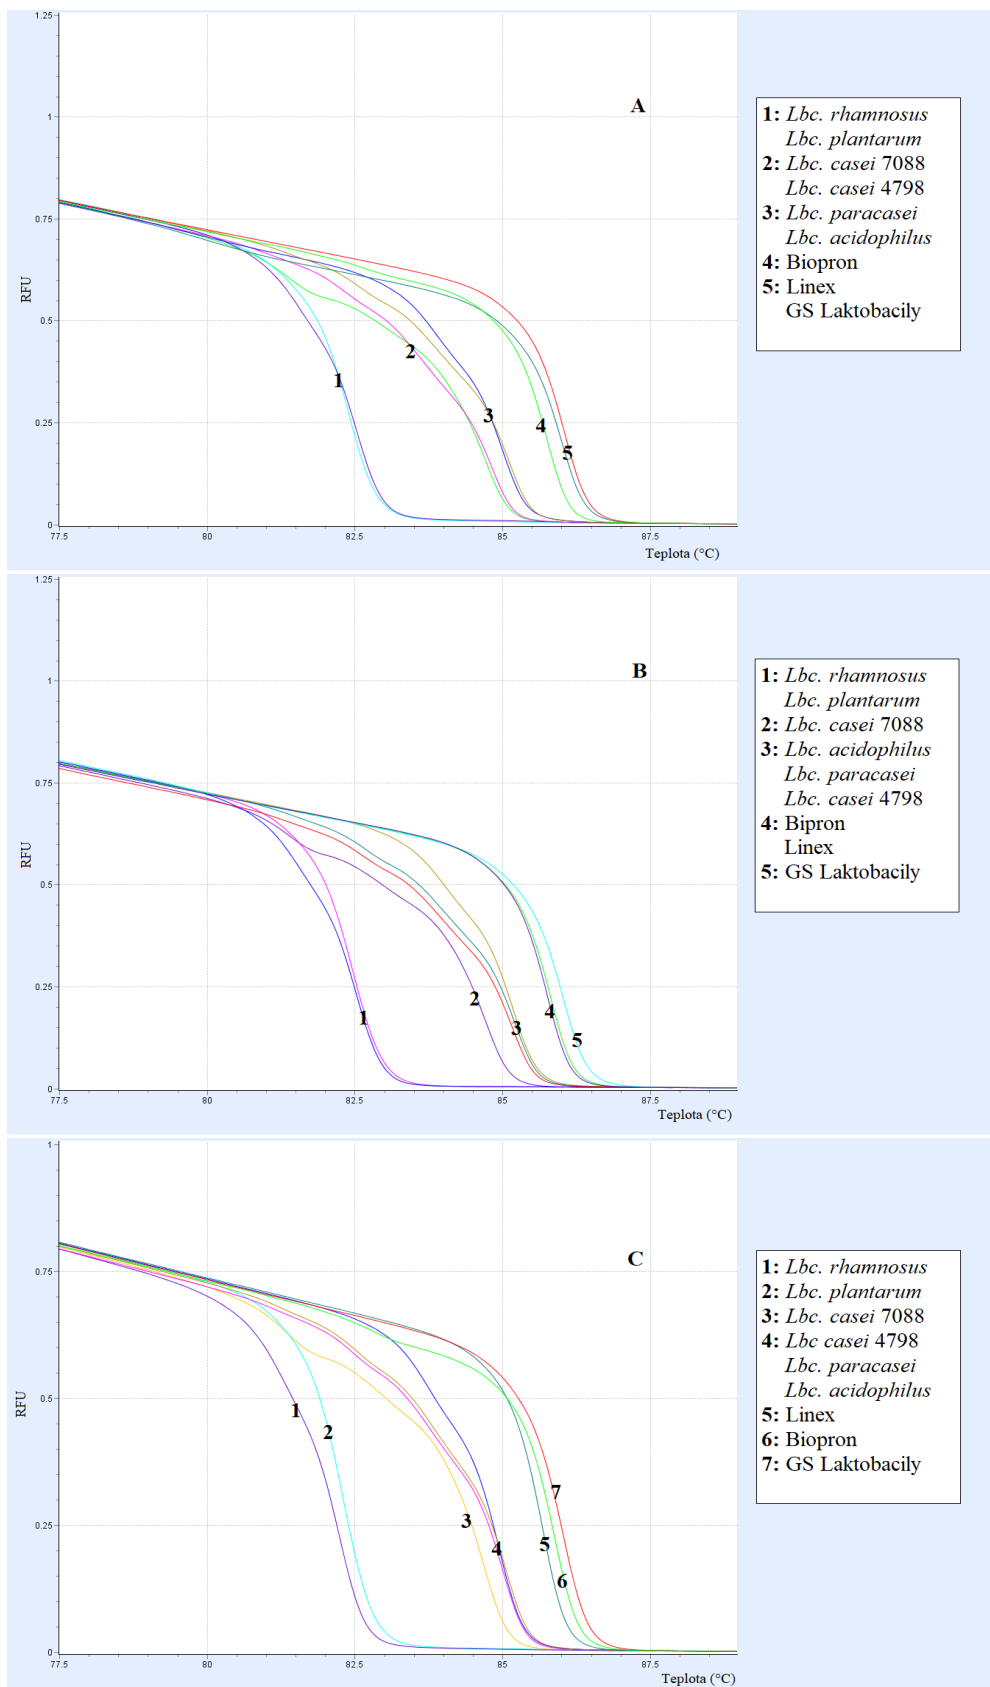 1.25
A
1
0.75
RFU
0.5
0.25
0
1
2
3
4
5
77.5
80
82.5
85
87.5
Teplota (°C)
1: Lbc. rhamnosus
Lbc. plantarum
2: Lbc. casei 7088
Lbc. casei 4798
3: Lbc. paracasei
Lbc. acidophilus
4: Biopron
5: Linex
GS Laktobacily
1.25
B
1
0.75
RFU
0.5
0.25
0
1
2
3
4
5
77.5
80
82.5
85
87.5
Teplota (°C)
1: Lbc. rhamnosus
Lbc. plantarum
2: Lbc. casei 7088
3: Lbc. acidophilus
Lbc. paracasei
Lbc. casei 4798
4: Bipron
Linex
5: GS Laktobacily
1
C
0.75
RFU
0.5
0.25
0
1
2
3
4
5
6
7
77.5
80
82.5
85
87.5
Teplota (°C)
1: Lbc. rhamnosus
2: Lbc. plantarum
3: Lbc. casei 7088
4: Lbc casei 4798
Lbc. paracasei
Lbc. acidophilus
5: Linex
6: Biopron
7: GS Laktobacily